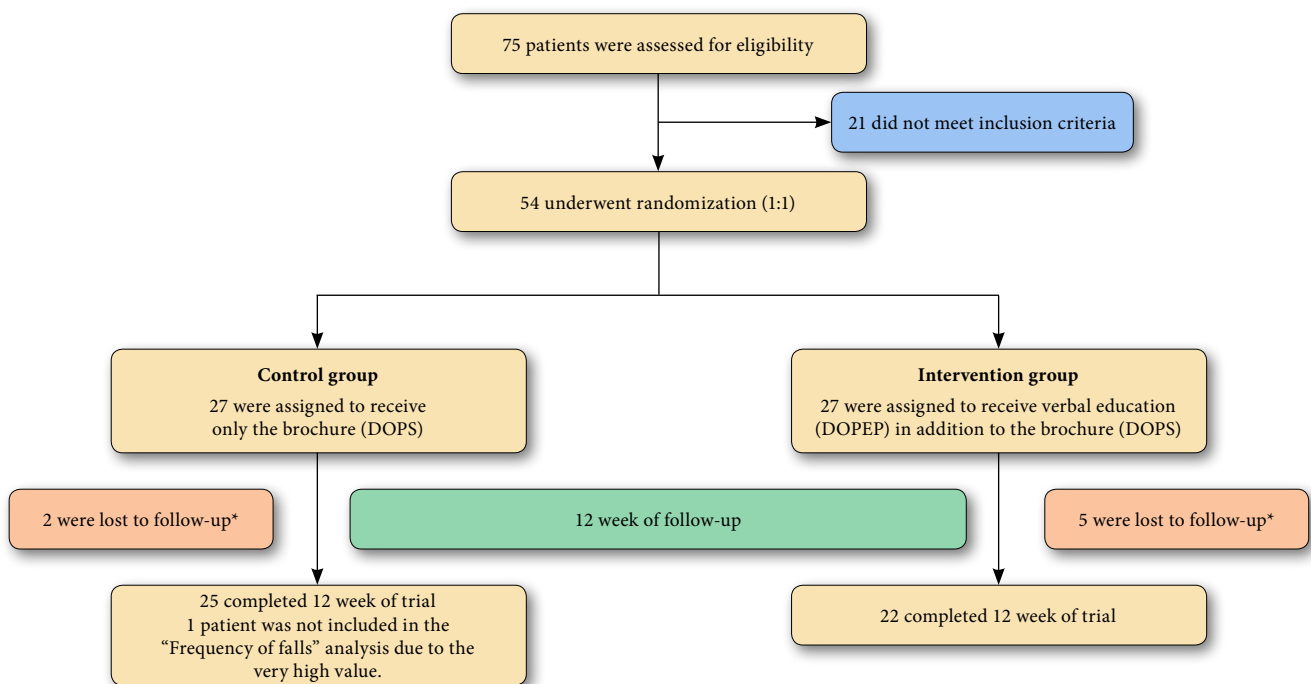 75 patients were assessed for eligibility
21 did not meet inclusion criteria
54 underwent randomization (1:1)
Control group
27 were assigned to receive
only the brochure (DOPS)
Intervention group
27 were assigned to receive verbal education
(DOPEP) in addition to the brochure (DOPS)
2 were lost to follow-up*
12 week of follow-up
5 were lost to follow-up*
25 completed 12 week of trial
1 patient was not included in the
“Frequency of falls” analysis due to the
very high value.
22 completed 12 week of trial